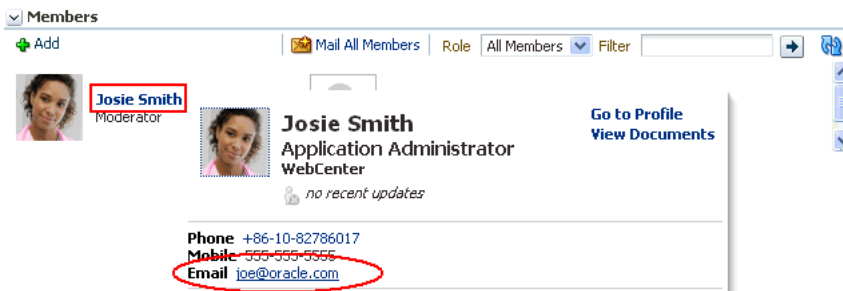 Members
Add
Mail All Members
Role
All Members
Filter
Josie Smith
Moderator
Josie Smith
Application Administrator
WebCenter
no recent updates
Go to Profile
View Documents
Phone +86-10-82786017
Mobile 555-555-5555
Email joe@oracle.com